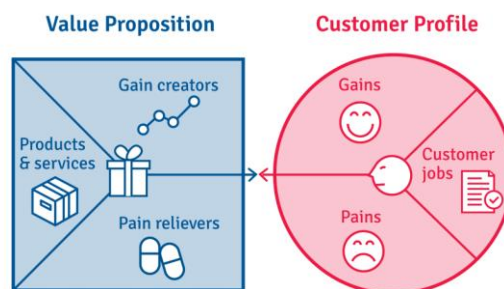 Value Proposition
Customer Profile
Gain creators
Products
& services
Pain relievers
Gains
Customer
jobs
Pains